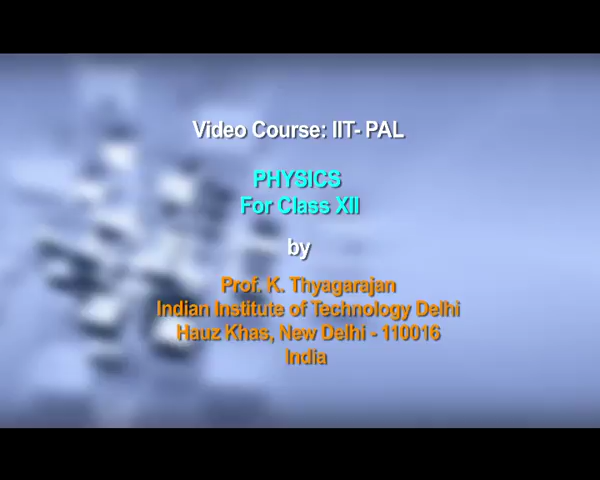 Video Course: IIT- PAL
PHYSICS
For Class XII
by
Prof. K. Thyagarajan
Indian Institute of Technology Delhi
Hauz Khas, New Delhi - 110016
India